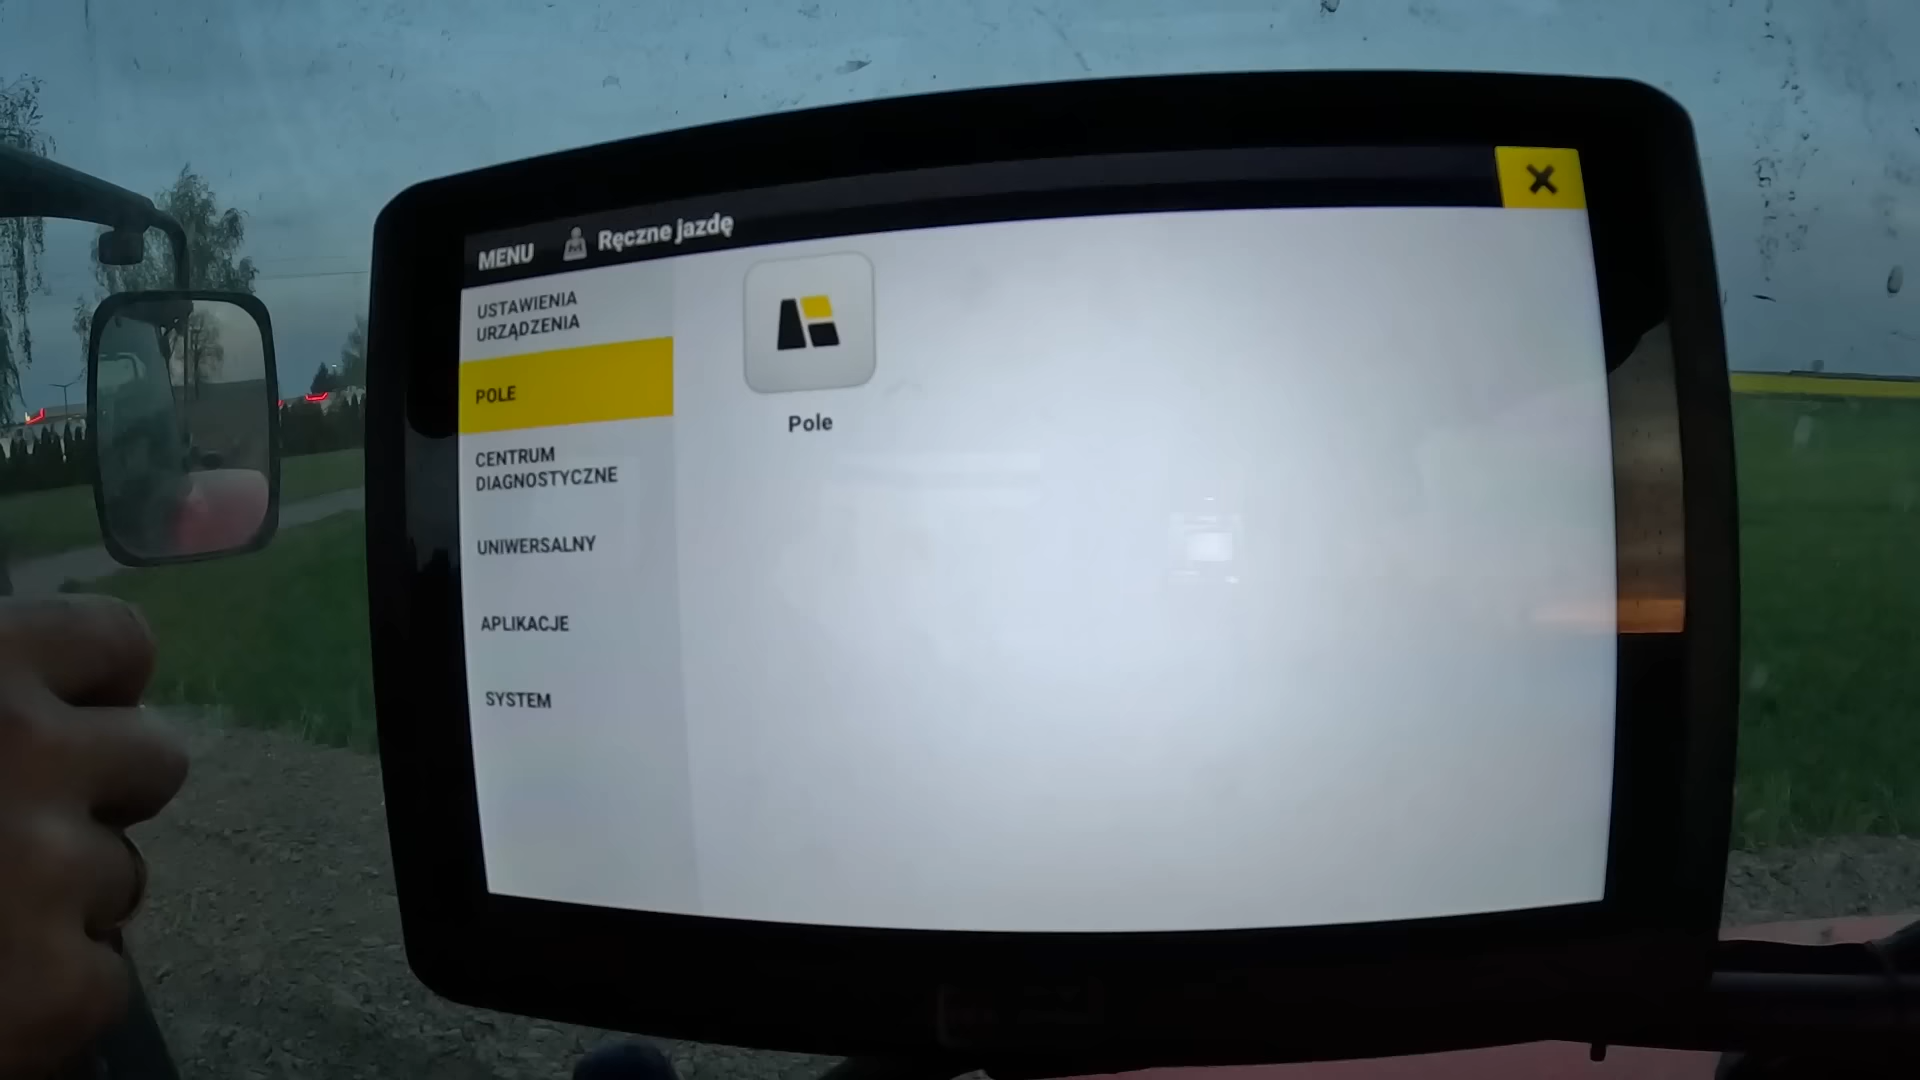 MENU Ręczne jazdę
USTAWIENIA
URZĄDZENIA
POLE
CENTRUM
DIAGNOSTYCZNE
UNIWERSALNY
APLIKACJE
SYSTEM
Pole